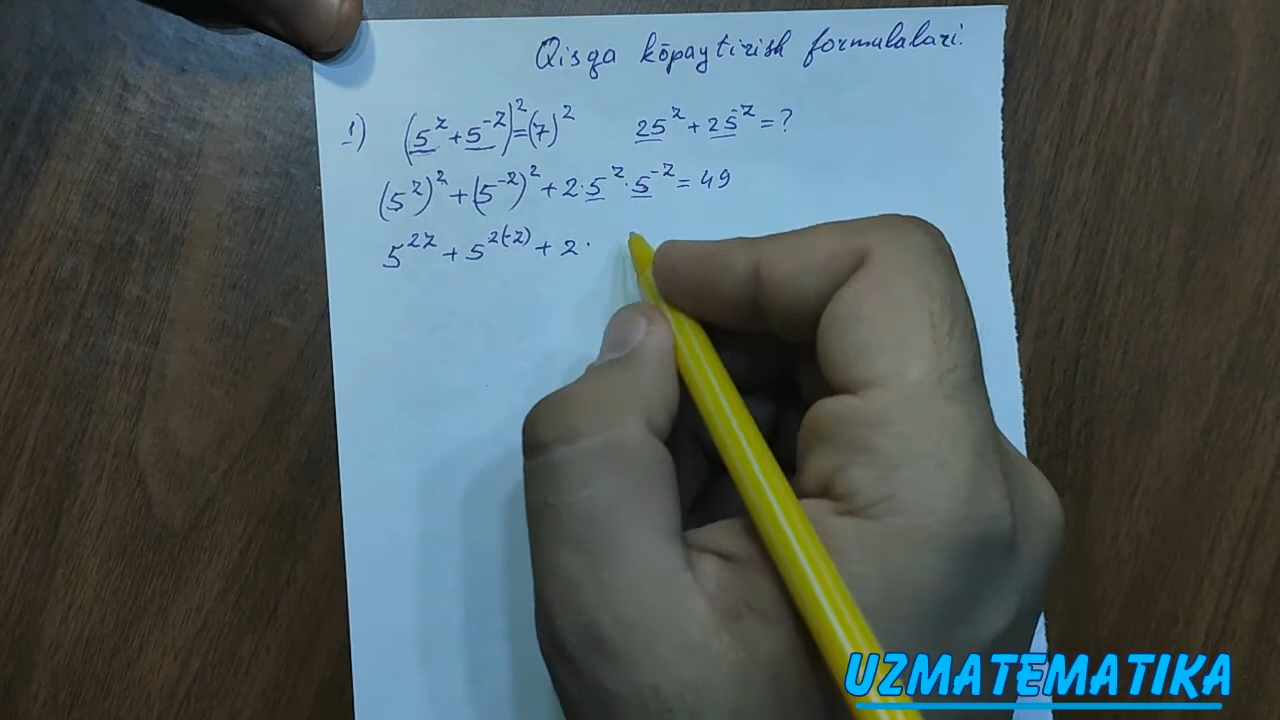 Qisqa kōpaytirish formulalari.
1) (5^z + 5^-z)^2 = (7)^2 25^z + 25^-z = ?
(5^z)^2 + (5^-z)^2 + 2 · 5^z · 5^-z = 49
5^2z + 5^2(-z) + 2 ·
UZMATEMATIKA